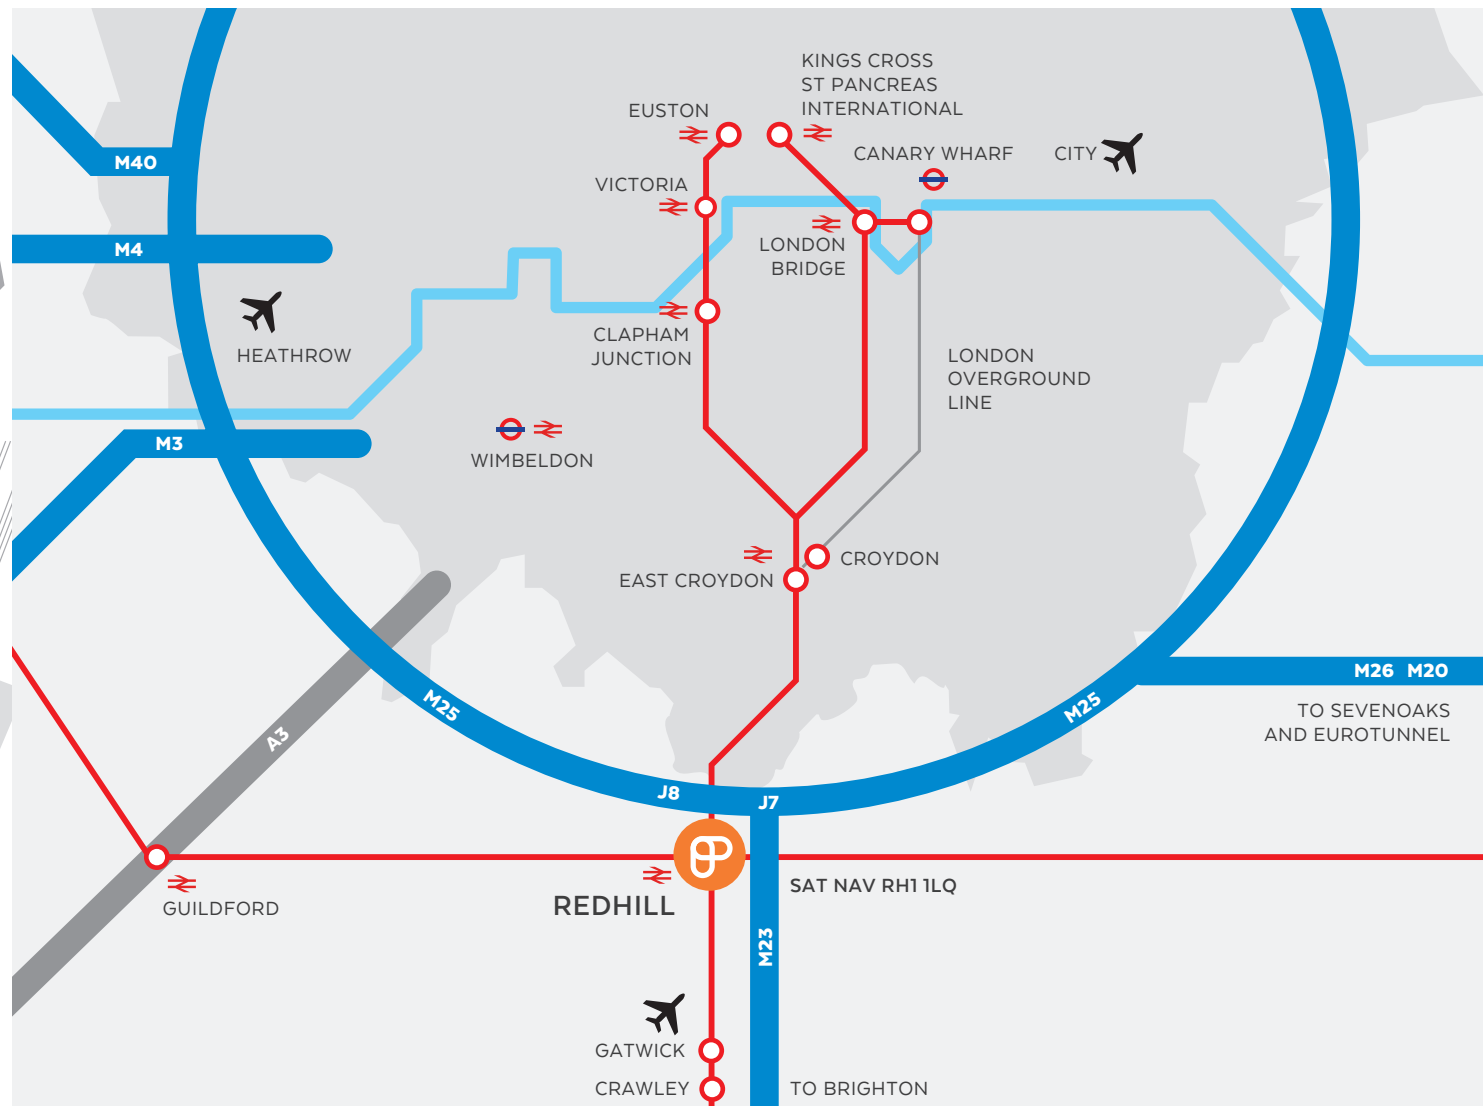 KINGS CROSS
ST PANCREAS
INTERNATIONAL
EUSTON
CANARY WHARF
CITY
M40
VICTORIA
M4
LONDON
BRIDGE
HEATHROW
CLAPHAM
JUNCTION
LONDON
OVERGROUND
LINE
M3
WIMBELDON
CROYDON
EAST CROYDON
M26 M20
M25
M25
TO SEVENOAKS
AND EUROTUNNEL
A3
J8
J7
SAT NAV RH1 1LQ
REDHILL
GUILDFORD
M23
GATWICK
CRAWLEY
TO BRIGHTON